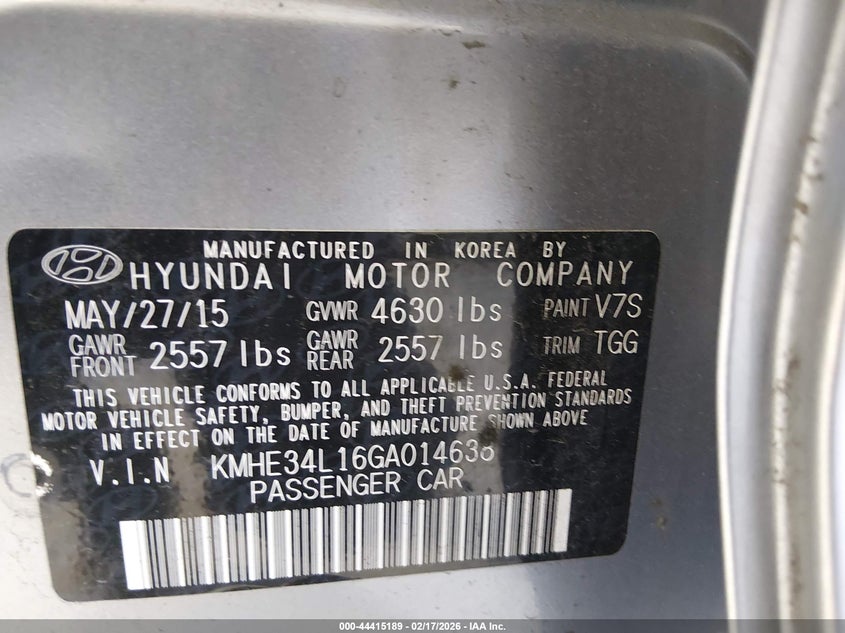 MANUFACTURED IN KOREA BY
HYUNDAI MOTOR COMPANY
MAY/27/15 GVWR 4630 lbs PAINT V7S
GAWR FRONT 2557 lbs GAWR REAR 2557 lbs TRIM TGG
THIS VEHICLE CONFORMS TO ALL APPLICABLE U.S.A. FEDERAL
MOTOR VEHICLE SAFETY, BUMPER, AND THEFT PREVENTION STANDARDS
IN EFFECT ON THE DATE OF MANUFACTURE SHOWN ABOVE
V.I.N KMHE34L16GA014638
PASSENGER CAR
000-44415189 - 02/17/2026 - IAA Inc.